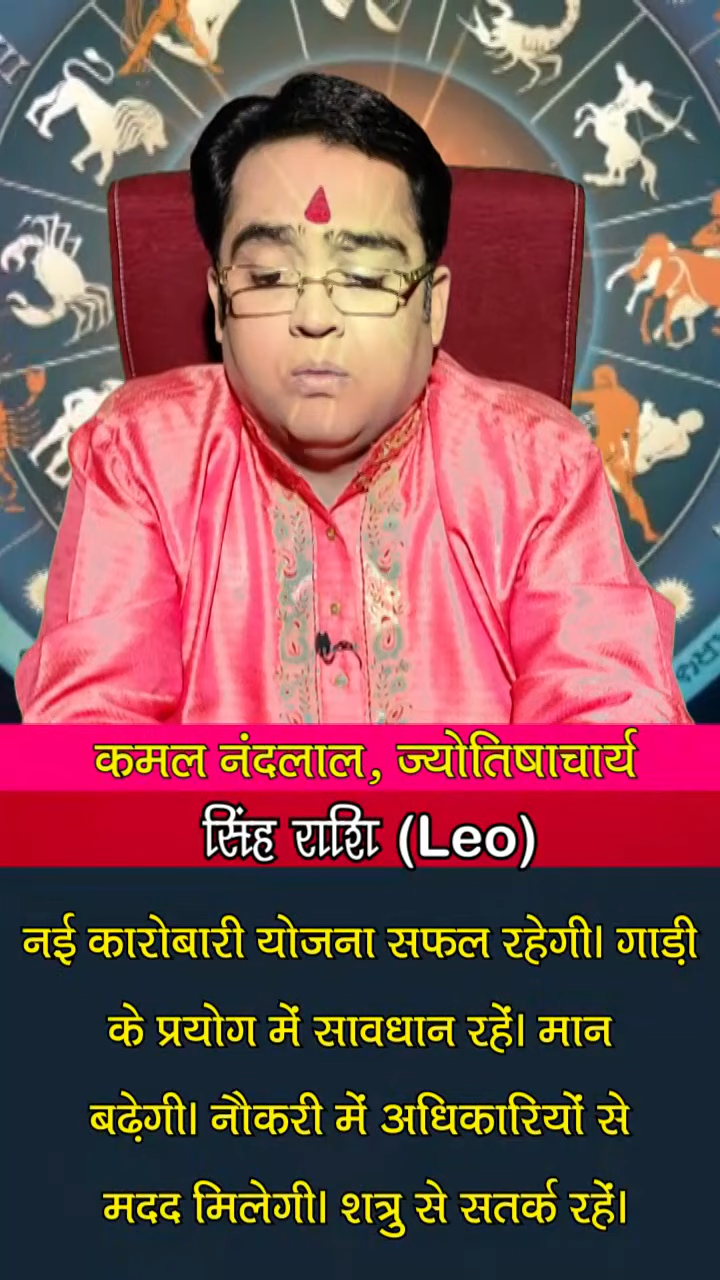 कमल नंदलाल, ज्योतिषाचार्य
सिंह राशि (Leo)
नई कारोबारी योजना सफल रहेगी। गाड़ी
के प्रयोग में सावधान रहें। मान
बढ़ेगी। नौकरी में अधिकारियों से
मदद मिलेगी। शत्रु से सतर्क रहें।